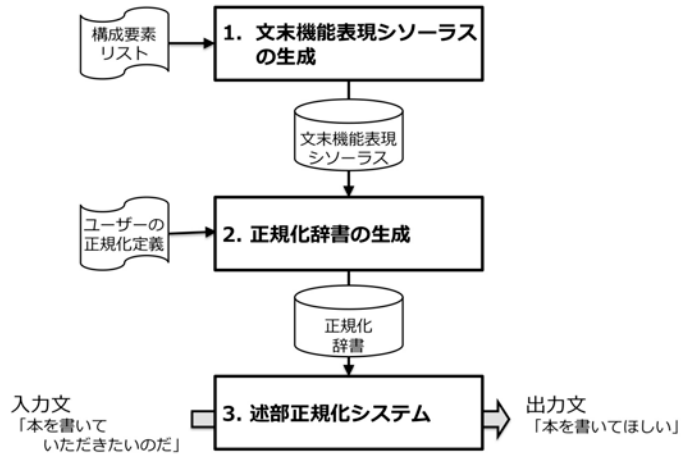 構成要素
リスト
1. 文末機能表現シソーラス
の生成
文末機能表現
シソーラス
ユーザーの
正規化定義
2. 正規化辞書の生成
正規化
辞書
入力文
「本を書いて
いただきたいのだ」
3. 述部正規化システム
出力文
「本を書いてほしい」